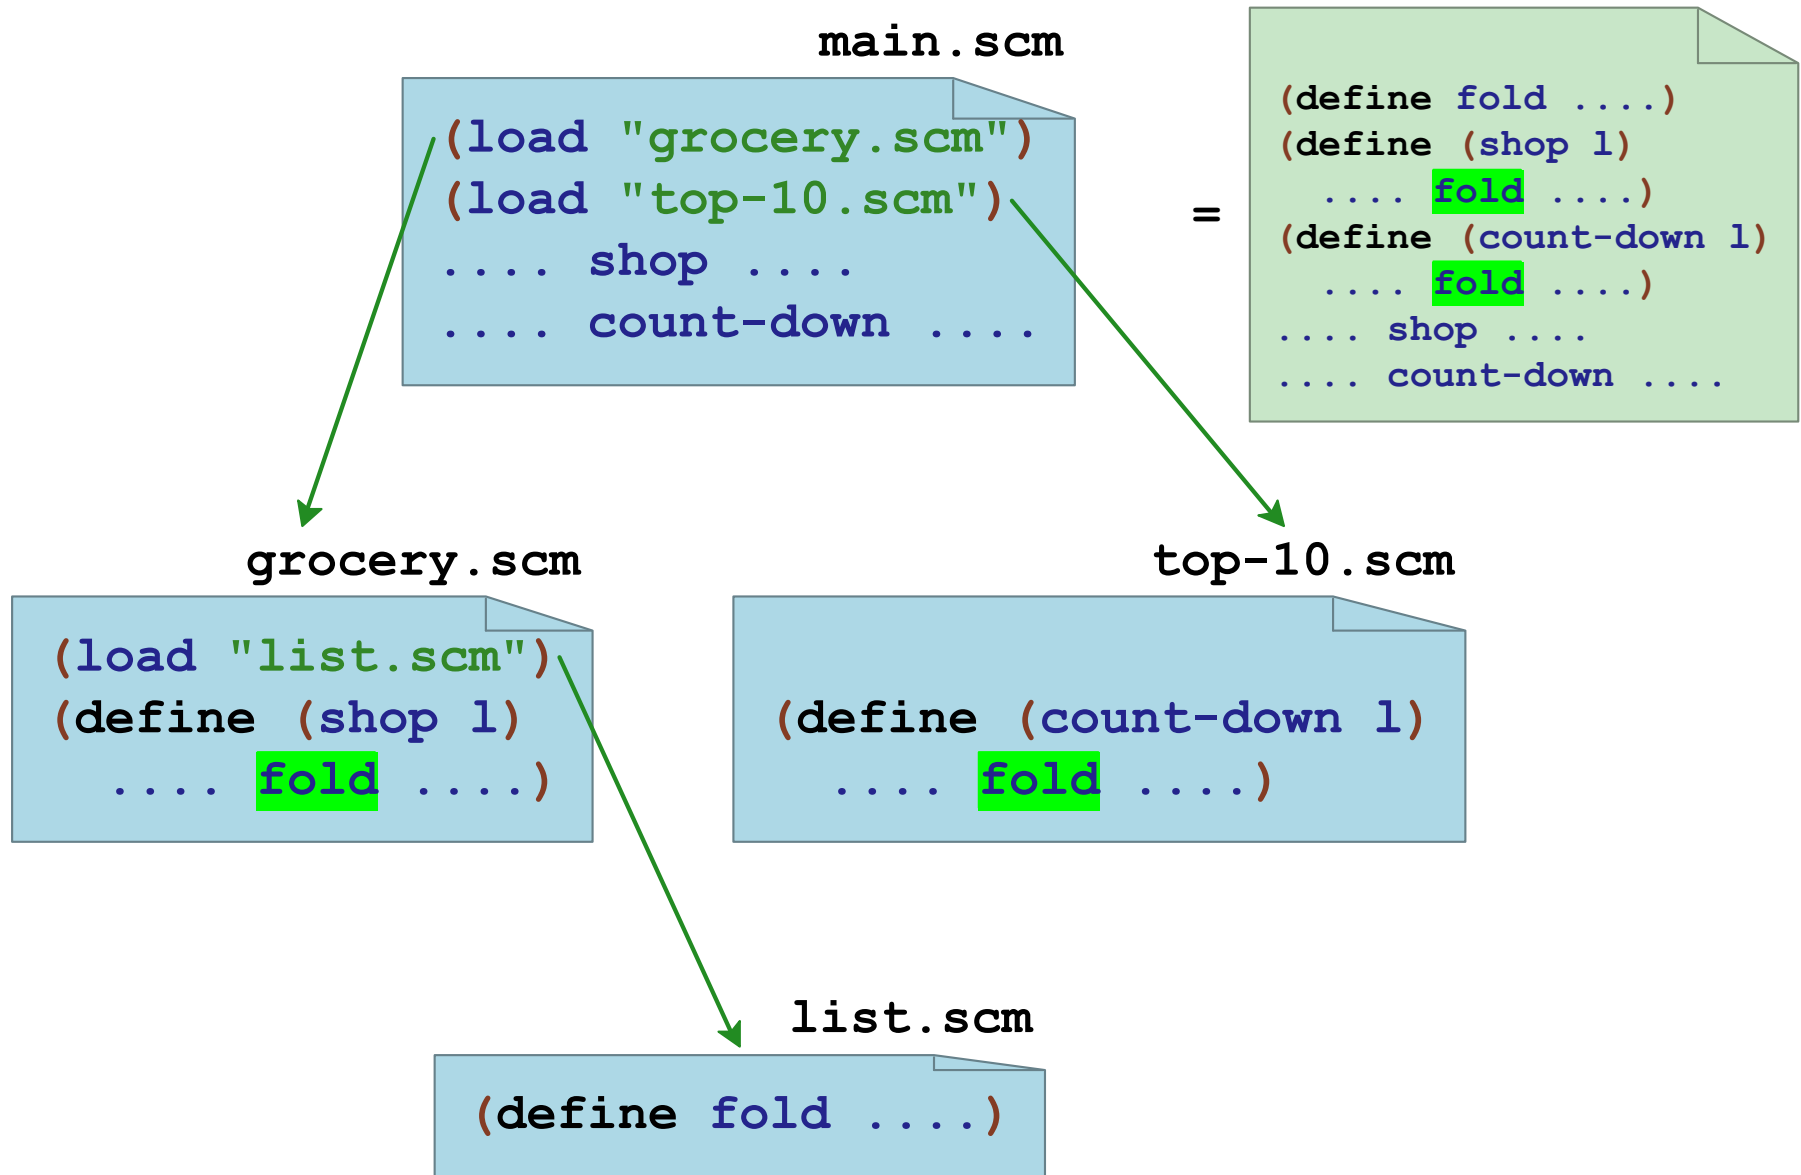 main.scm
(load "grocery.scm")
(load "top-10.scm")
.... shop ....
.... count-down ....
=
(define fold ....)
(define (shop l)
.... fold ....)
(define (count-down l)
.... fold ....)
.... shop ....
.... count-down ....
grocery.scm
(load "list.scm")
(define (shop l)
.... fold ....)
top-10.scm
(define (count-down l)
.... fold ....)
list.scm
(define fold ....)